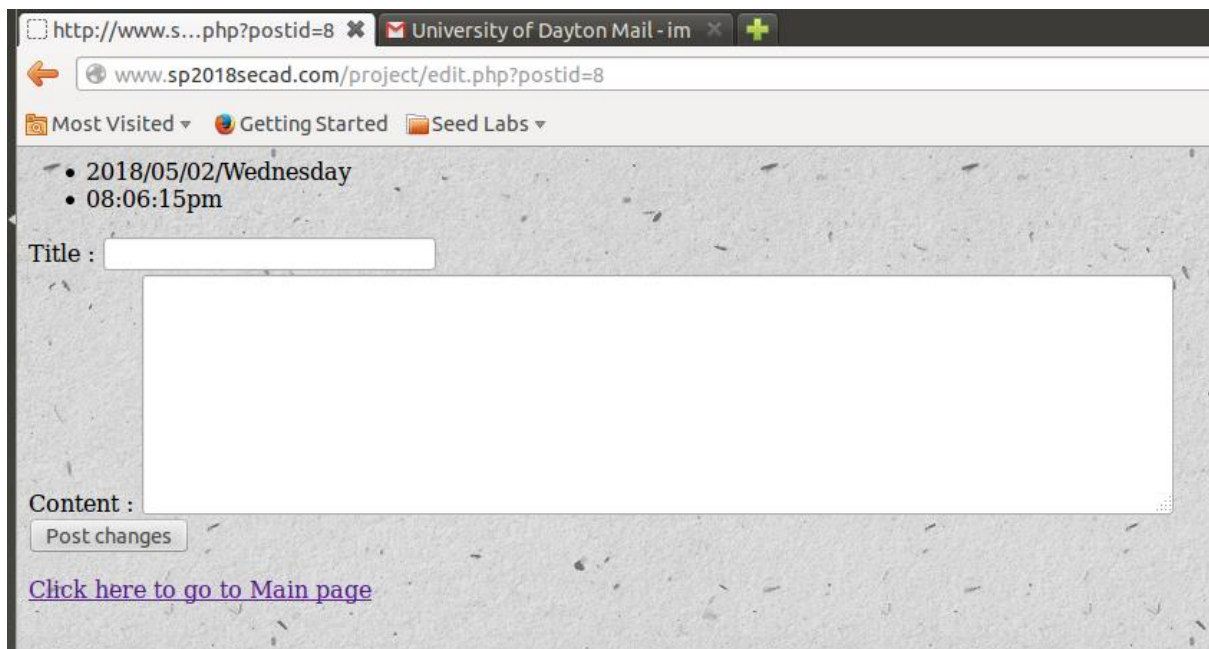 http://www.s...php?postid=8 University of Dayton Mail - im
www.sp2018secad.com/project/edit.php?postid=8
Most Visited Getting Started Seed Labs
• 2018/05/02/Wednesday
• 08:06:15pm
Title :
Content :
Post changes
Click here to go to Main page